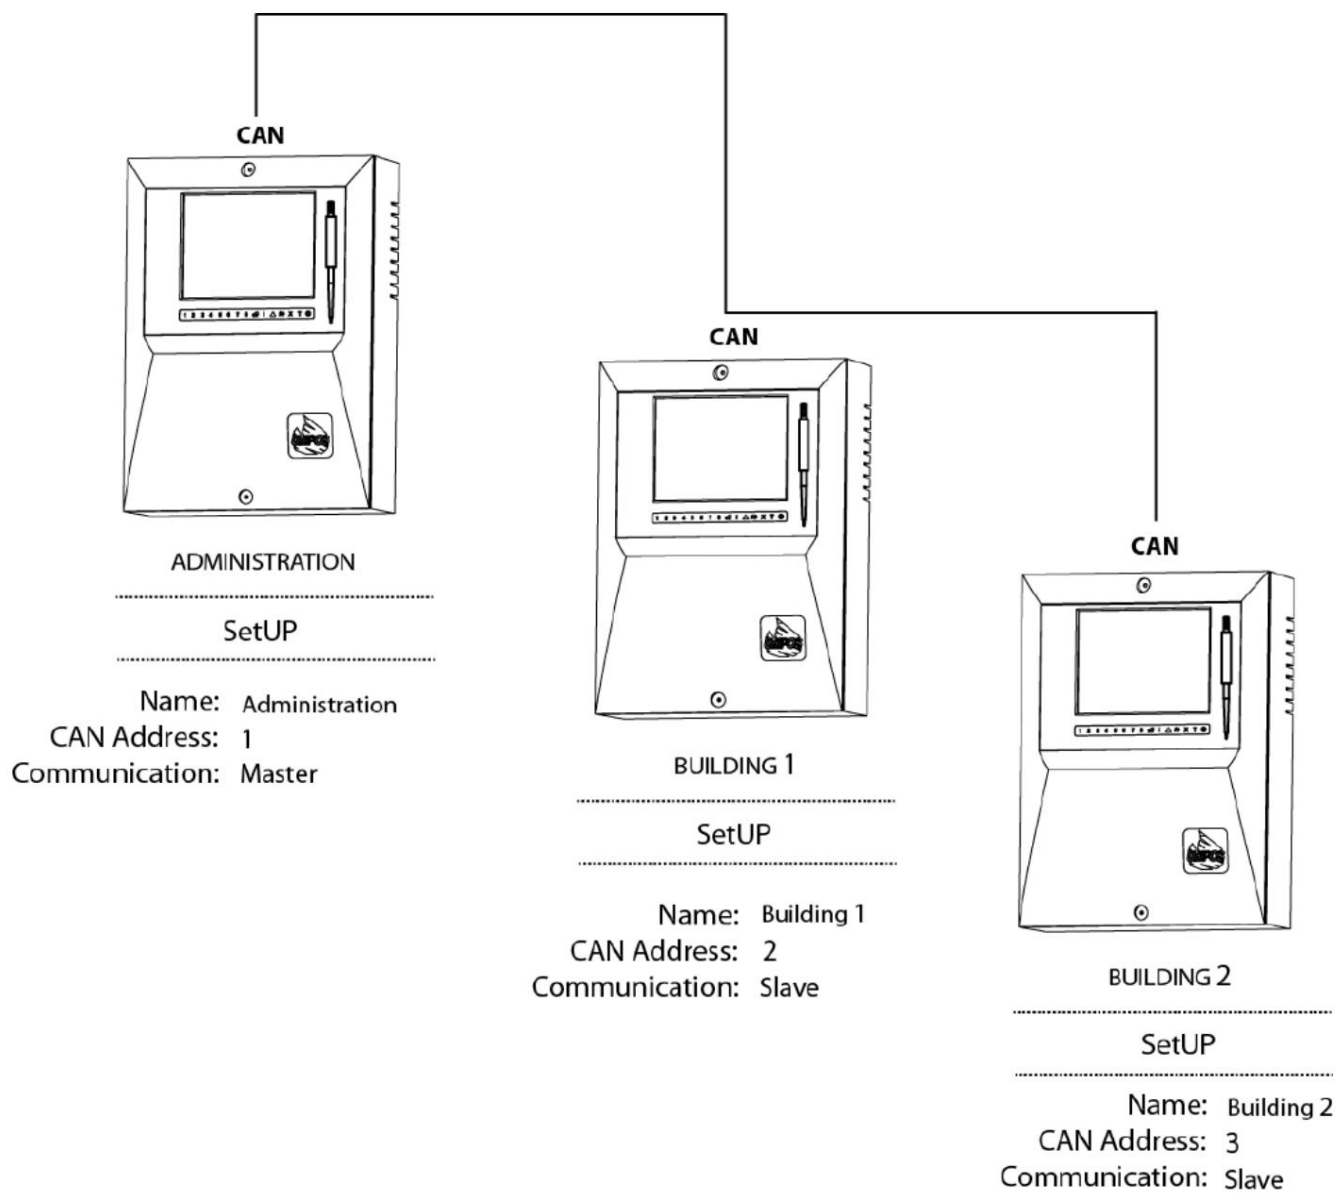 CAN
ADMINISTRATION
SetUP
Name: Administration
CAN Address: 1
Communication: Master
CAN
BUILDING 1
SetUP
Name: Building 1
CAN Address: 2
Communication: Slave
CAN
BUILDING 2
SetUP
Name: Building 2
CAN Address: 3
Communication: Slave